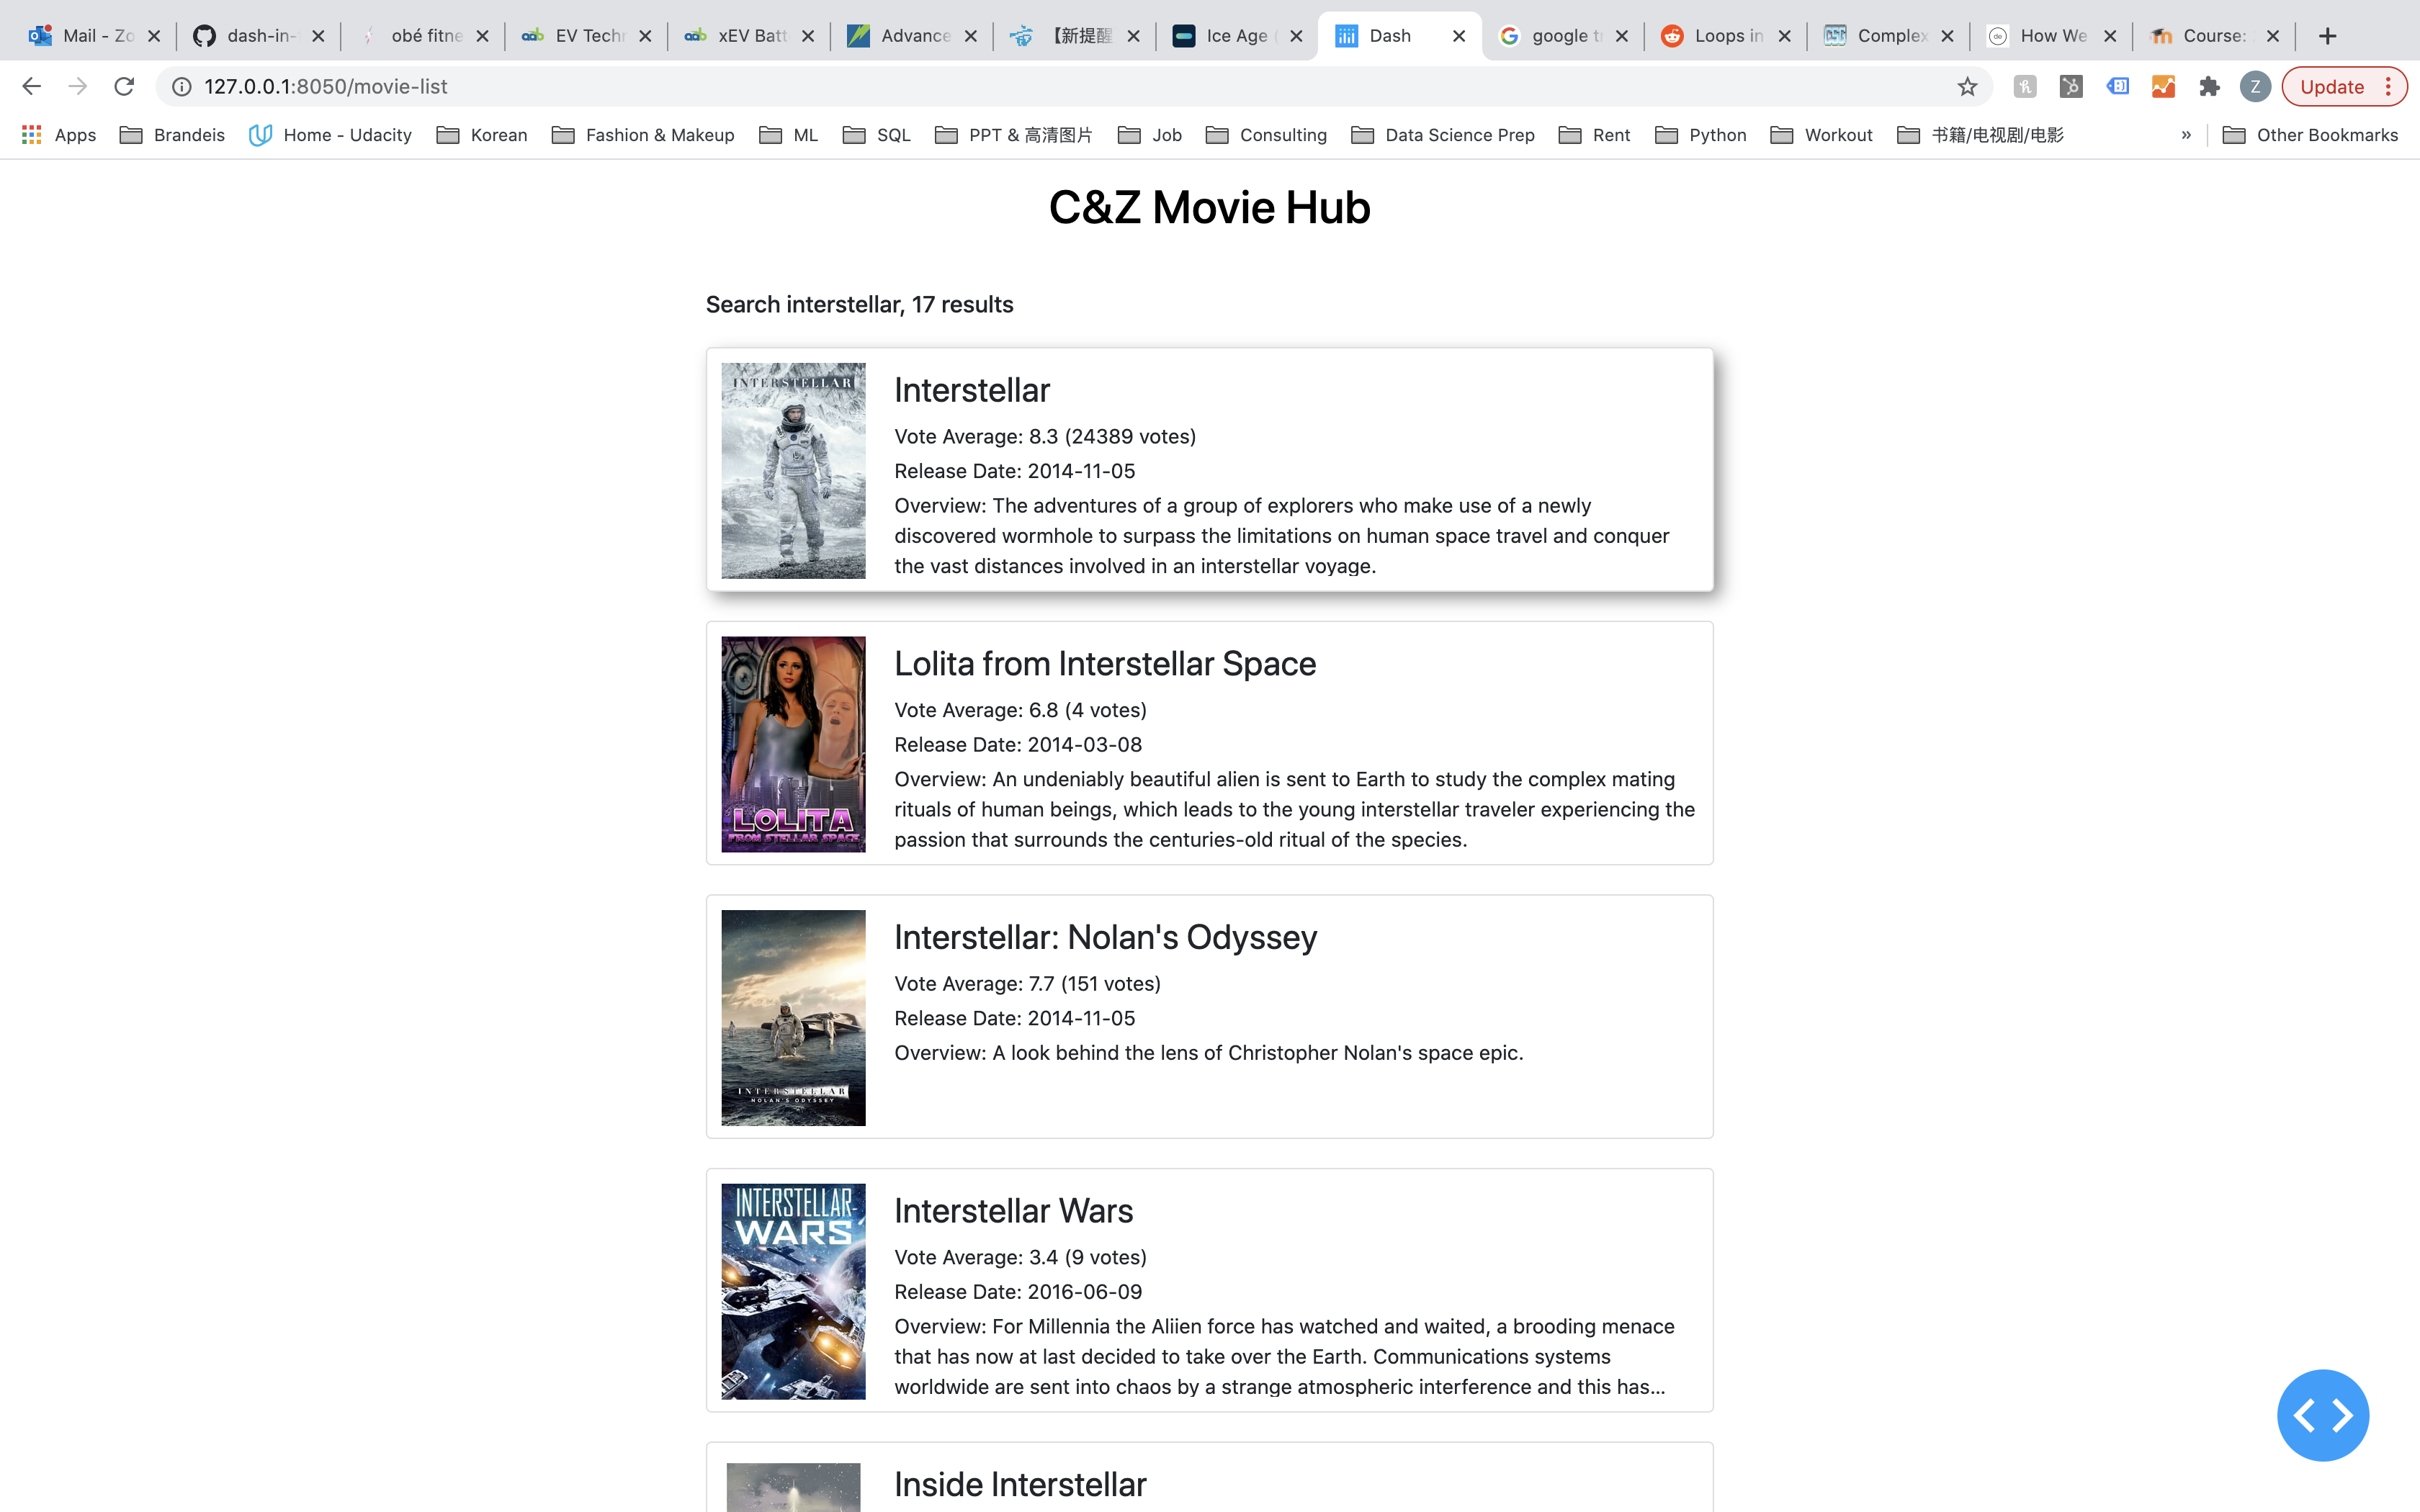 Mail - Zo dash-in- obé fitne EV Techn xEV Batt Advance 【新提醒 Ice Age ( Dash google tr Loops in Complex How We Course:
127.0.0.1:8050/movie-list Z Update
Apps Brandeis Home - Udacity Korean Fashion & Makeup ML SQL PPT & 高清图片 Job Consulting Data Science Prep Rent Python Workout 书籍/电视剧/电影 » Other Bookmarks
C&Z Movie Hub
Search interstellar, 17 results
INTERSTELLAR
Interstellar
Vote Average: 8.3 (24389 votes)
Release Date: 2014-11-05
Overview: The adventures of a group of explorers who make use of a newly
discovered wormhole to surpass the limitations on human space travel and conquer
the vast distances involved in an interstellar voyage.
Lolita from Interstellar Space
Vote Average: 6.8 (4 votes)
Release Date: 2014-03-08
Overview: An undeniably beautiful alien is sent to Earth to study the complex mating
rituals of human beings, which leads to the young interstellar traveler experiencing the
passion that surrounds the centuries-old ritual of the species.
LOLITA
FROM STELLAR SPACE
Interstellar: Nolan's Odyssey
Vote Average: 7.7 (151 votes)
Release Date: 2014-11-05
Overview: A look behind the lens of Christopher Nolan's space epic.
INTERSTELLAR
NOLAN'S ODYSSEY
INTERSTELLAR
WARS
Interstellar Wars
Vote Average: 3.4 (9 votes)
Release Date: 2016-06-09
Overview: For Millennia the Aliien force has watched and waited, a brooding menace
that has now at last decided to take over the Earth. Communications systems
worldwide are sent into chaos by a strange atmospheric interference and this has...
Inside Interstellar